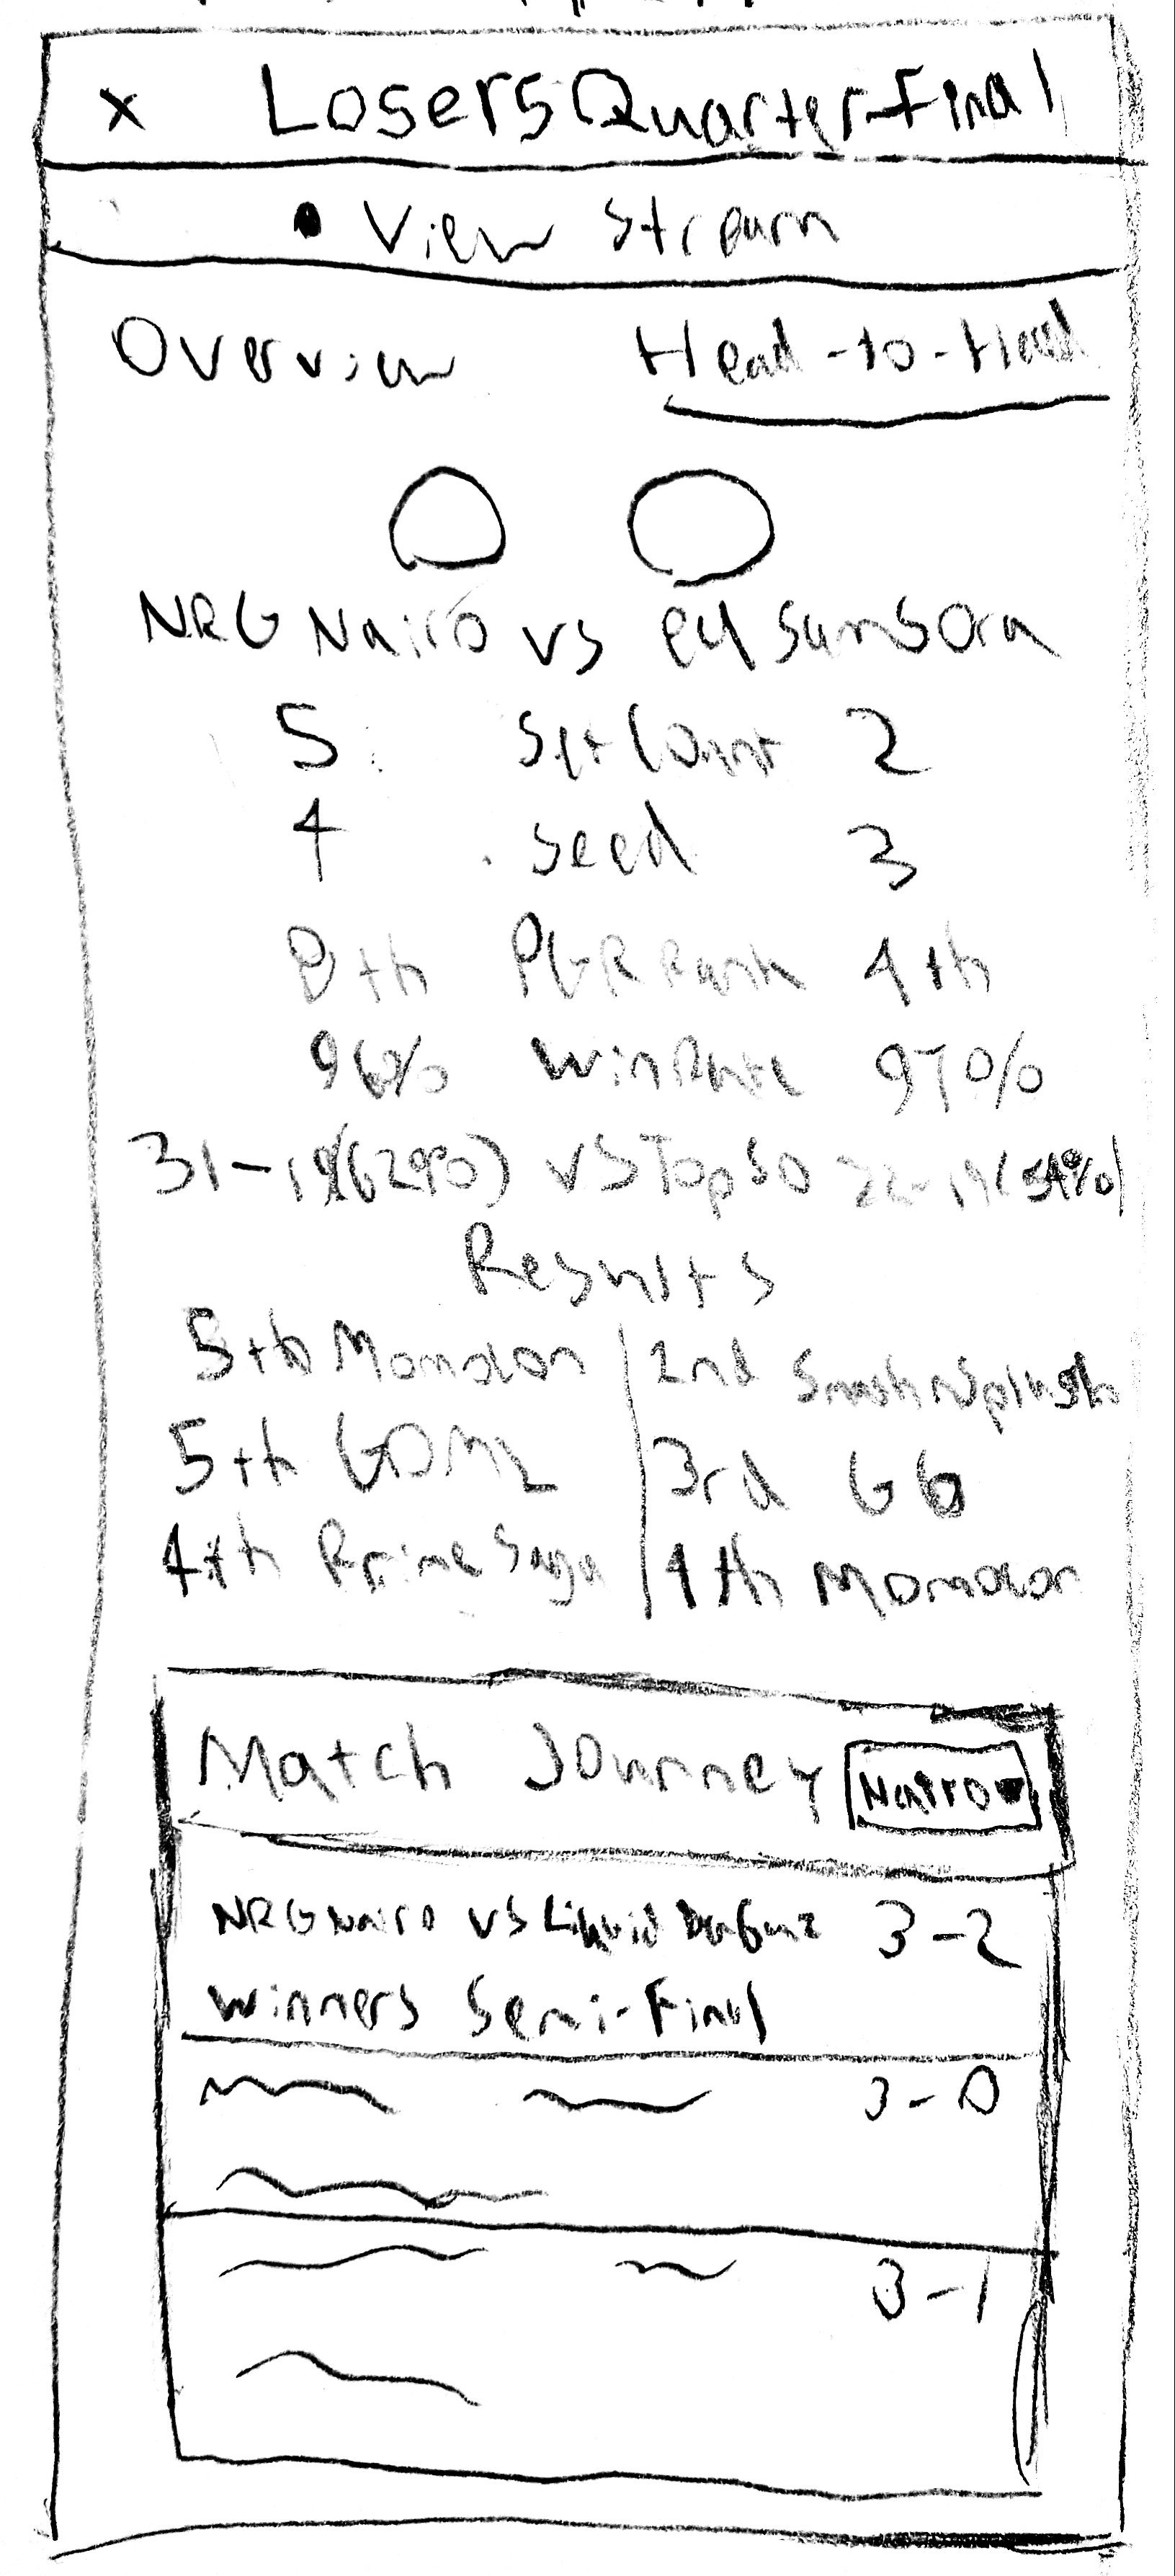 x Losers Quarter-Final
• View Stream
Overview Head-to-Head
NRG Nairo vs eU Samsora
5 Set Count 2
4 Seed 3
8th PGR Rank 4th
96% Win Rate 97%
31-19(62%) VS Top 50 22-19(54%)
Results
5th Momocon | 2nd Smash n Splash
5th GOML | 3rd G6
4th Prime Saga | 4th Momocon
Match Journey Nairo
NRG Nairo vs Liquid Dabuz 3-2
Winners Semi-Final
3-0
3-1